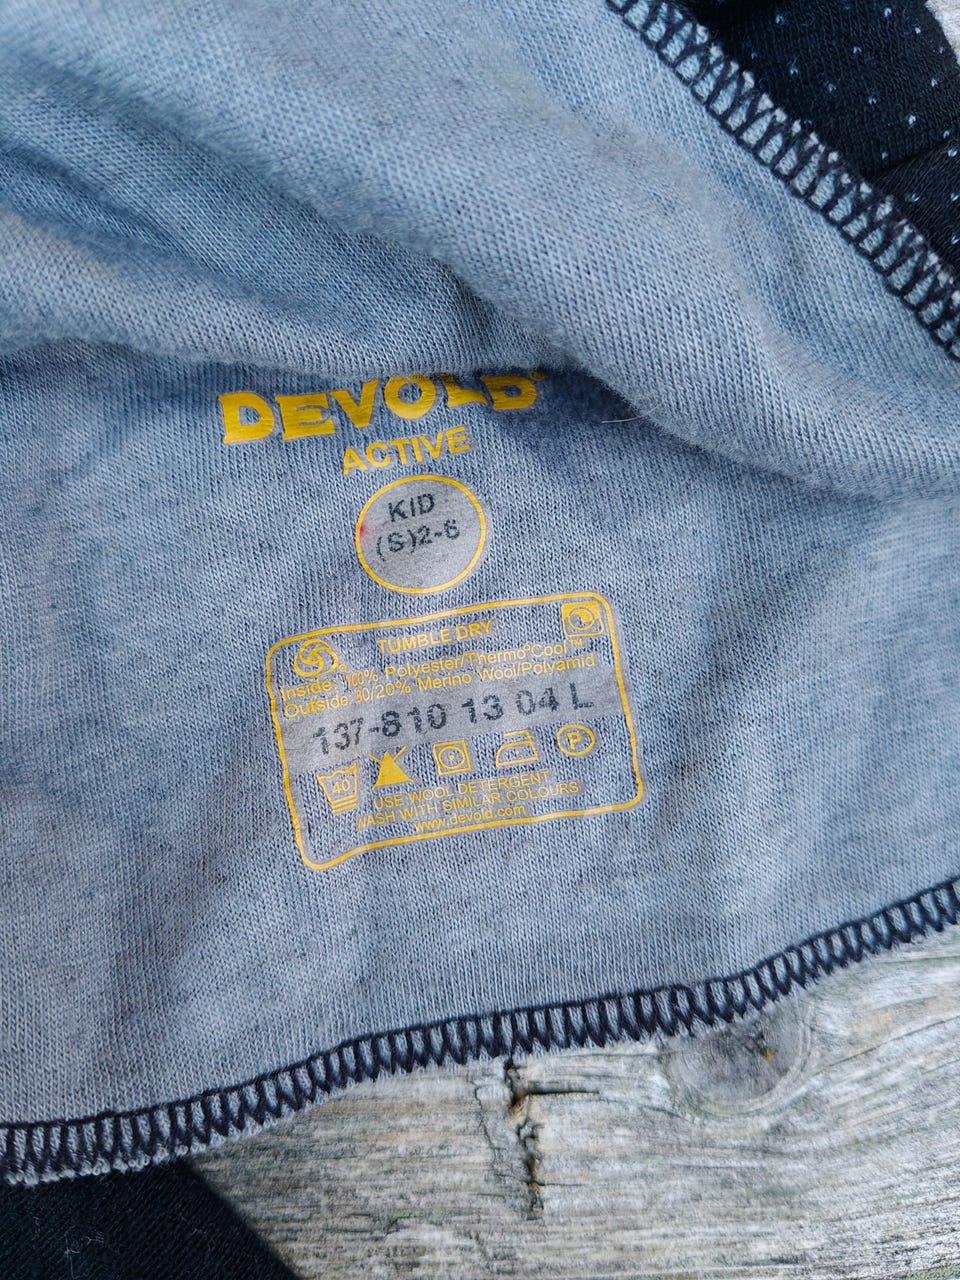 DEVOLD®
ACTIVE
KID
(S)2-6
TUMBLE DRY
Inside: 100% Polyester/Thermo°Cool™
Outside: 80/20% Merino Wool/Polyamid
137-810 13 04 L
40 P
USE WOOL DETERGENT
WASH WITH SIMILAR COLOURS
www.devold.com